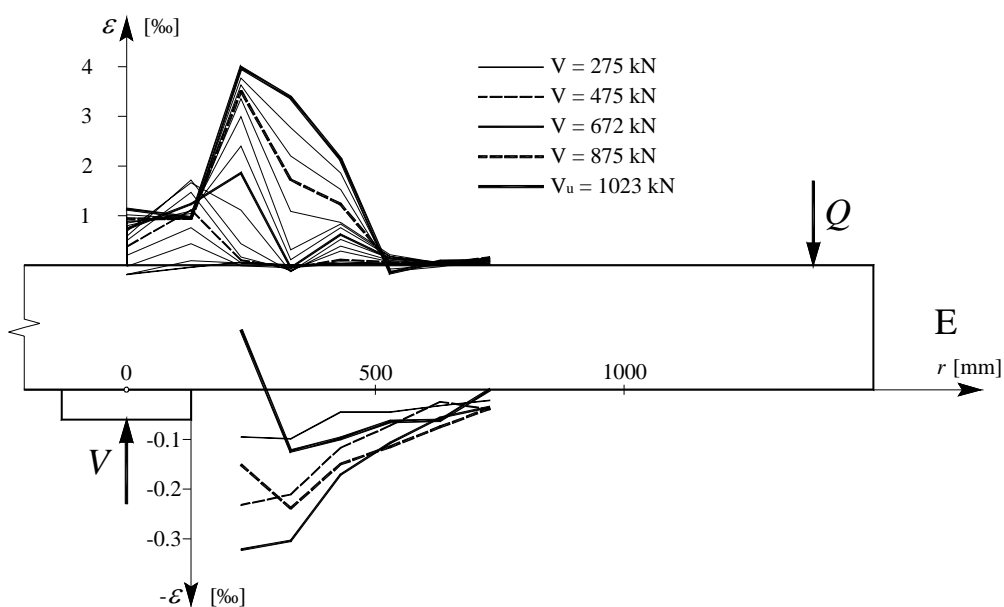 ε [‰]
4
3
2
1
V = 275 kN
V = 475 kN
V = 672 kN
V = 875 kN
Vu = 1023 kN
Q
E
0
500
1000
r [mm]
V
-0.1
-0.2
-0.3
-ε [‰]